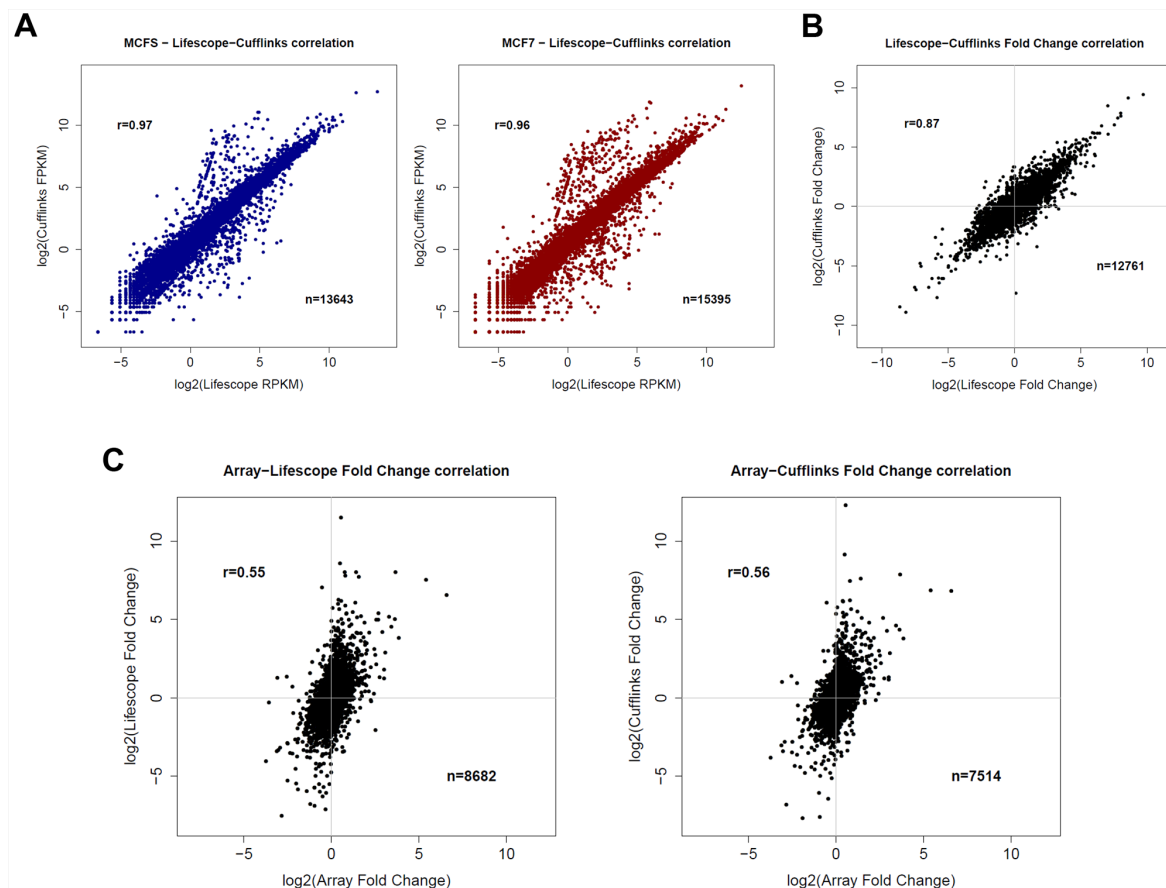 A
MCFS – Lifescope–Cufflinks correlation
r=0.97
n=13643
log2(Cufflinks FPKM)
10
5
0
−5
−5 0 5 10
log2(Lifescope RPKM)
MCF7 – Lifescope–Cufflinks correlation
r=0.96
n=15395
log2(Cufflinks FPKM)
10
5
0
−5
−5 0 5 10
log2(Lifescope RPKM)
B
Lifescope–Cufflinks Fold Change correlation
r=0.87
n=12761
log2(Cufflinks Fold Change)
10
5
0
−5
−10
−10 −5 0 5 10
log2(Lifescope Fold Change)
C
Array–Lifescope Fold Change correlation
r=0.55
n=8682
log2(Lifescope Fold Change)
10
5
0
−5
−5 0 5 10
log2(Array Fold Change)
Array–Cufflinks Fold Change correlation
r=0.56
n=7514
log2(Cufflinks Fold Change)
10
5
0
−5
−5 0 5 10
log2(Array Fold Change)